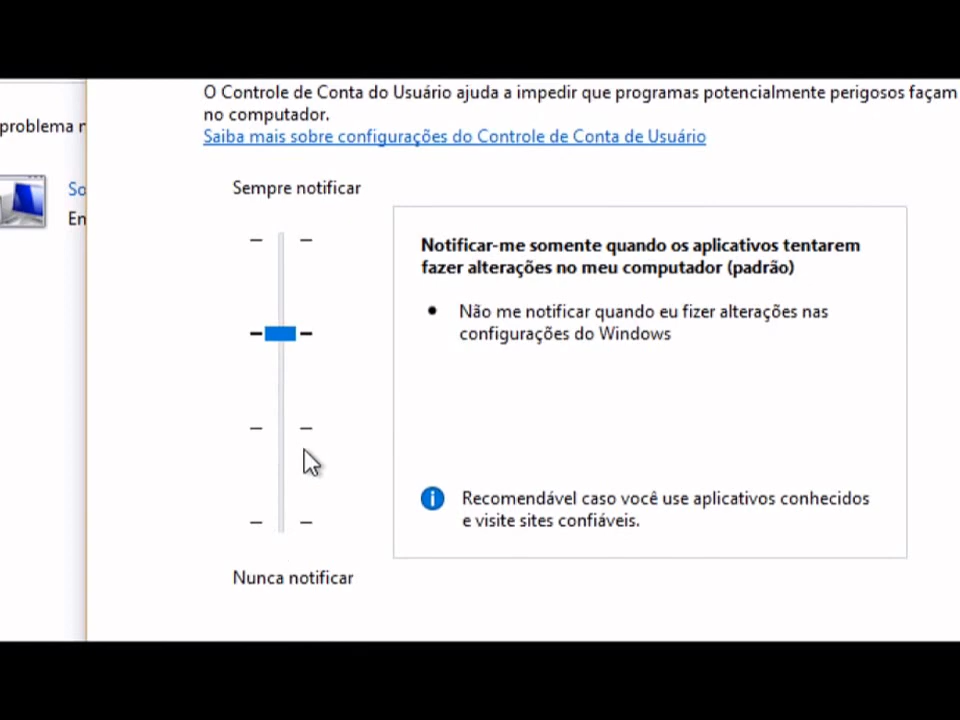 O Controle de Conta do Usuário ajuda a impedir que programas potencialmente perigosos façam
no computador.
Saiba mais sobre configurações do Controle de Conta de Usuário
problema
So
En
Sempre notificar
Notificar-me somente quando os aplicativos tentarem
fazer alterações no meu computador (padrão)
Não me notificar quando eu fizer alterações nas
configurações do Windows
Recomendável caso você use aplicativos conhecidos
e visite sites confiáveis.
Nunca notificar